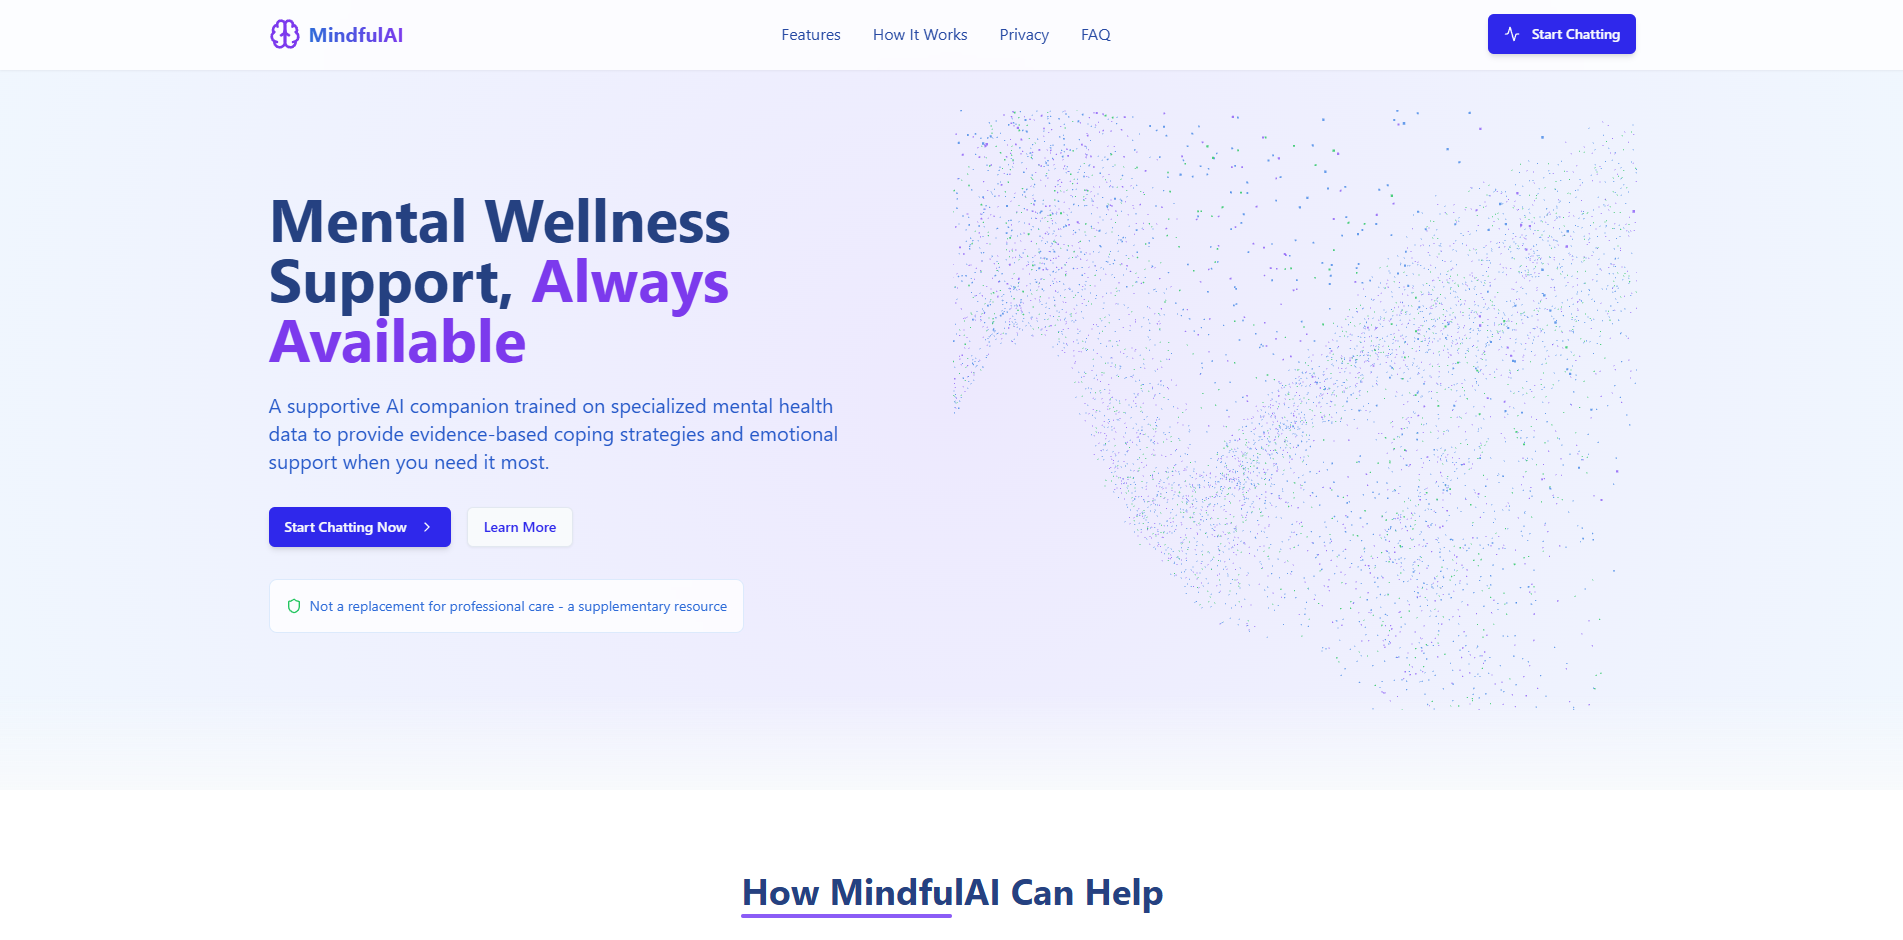 MindfulAI
Features
How It Works
Privacy
FAQ
Start Chatting
Mental Wellness
Support, Always
Available
A supportive AI companion trained on specialized mental health
data to provide evidence-based coping strategies and emotional
support when you need it most.
Start Chatting Now
Learn More
Not a replacement for professional care - a supplementary resource
How MindfulAI Can Help